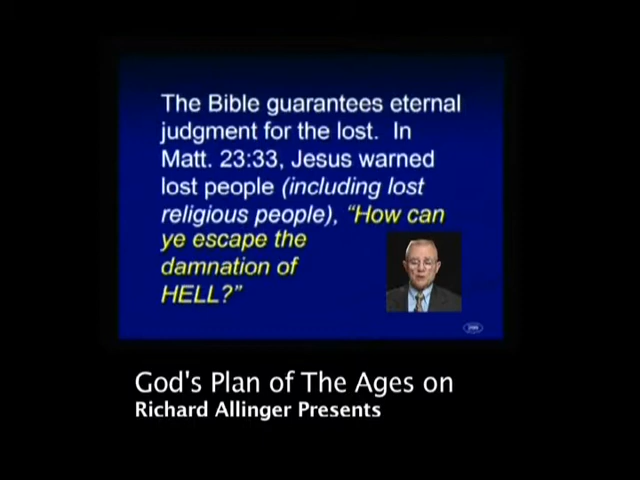 The Bible guarantees eternal
judgment for the lost.  In
Matt. 23:33, Jesus warned
lost people (including lost
religious people), “How can
ye escape the
damnation of
HELL?”
God's Plan of The Ages on
Richard Allinger Presents